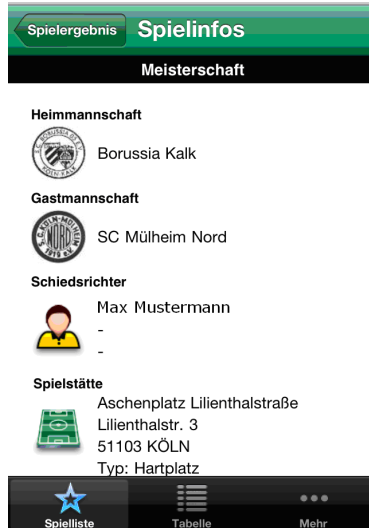 Spielergebnis Spielinfos
Meisterschaft
Heimmannschaft
Borussia Kalk
Gastmannschaft
NORD
SC Mülheim Nord
Schiedsrichter
Max Mustermann
-
-
Spielstätte
Aschenplatz Lilienthalstraße
Lilienthalstr. 3
51103 KÖLN
Typ: Hartplatz
Spielliste Tabelle Mehr